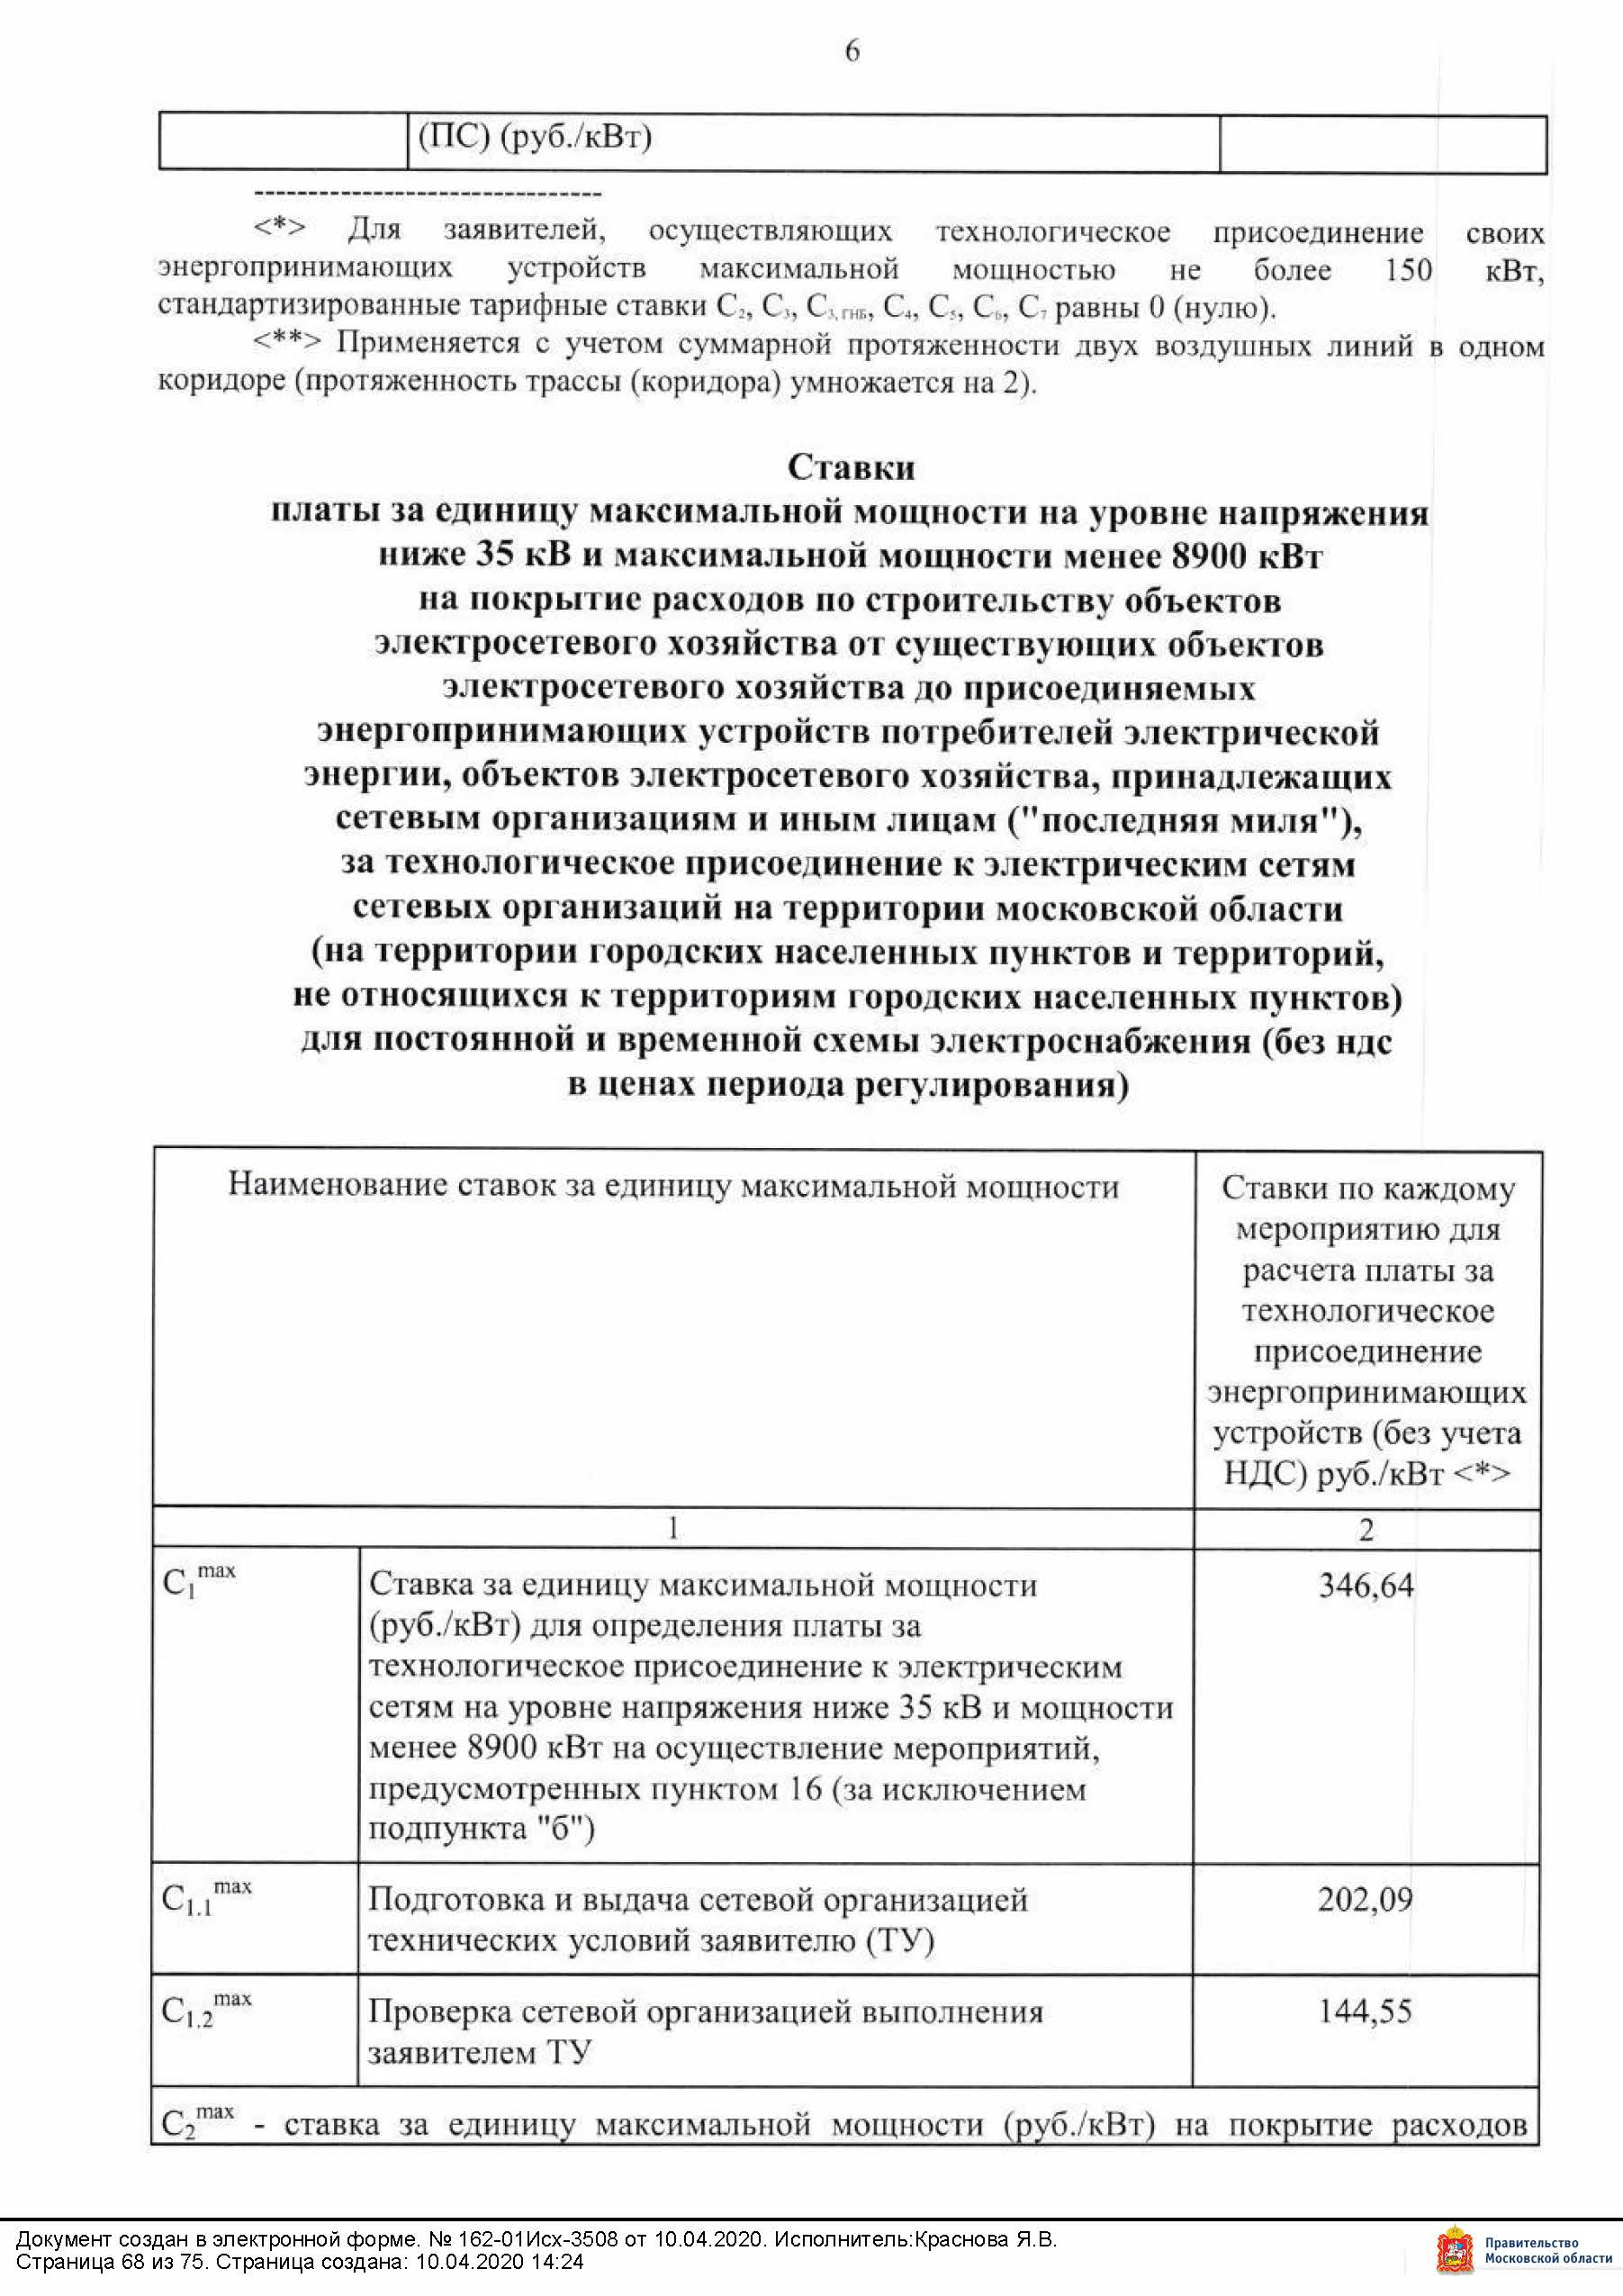 6
(ПС) (руб./кВт)
--------------------------------
<*> Для заявителей, осуществляющих технологическое присоединение своих
энергопринимающих устройств максимальной мощностью не более 150 кВт,
стандартизированные тарифные ставки С₂, С₃, С₃,ГНБ, С₄, С₅, С₆, С₇ равны 0 (нулю).
<**> Применяется с учетом суммарной протяженности двух воздушных линий в одном
коридоре (протяженность трассы (коридора) умножается на 2).
Ставки
платы за единицу максимальной мощности на уровне напряжения
ниже 35 кВ и максимальной мощности менее 8900 кВт
на покрытие расходов по строительству объектов
электросетевого хозяйства от существующих объектов
электросетевого хозяйства до присоединяемых
энергопринимающих устройств потребителей электрической
энергии, объектов электросетевого хозяйства, принадлежащих
сетевым организациям и иным лицам ("последняя миля"),
за технологическое присоединение к электрическим сетям
сетевых организаций на территории московской области
(на территории городских населенных пунктов и территорий,
не относящихся к территориям городских населенных пунктов)
для постоянной и временной схемы электроснабжения (без ндс
в ценах периода регулирования)
Наименование ставок за единицу максимальной мощности
Ставки по каждому
мероприятию для
расчета платы за
технологическое
присоединение
энергопринимающих
устройств (без учета
НДС) руб./кВт <*>
1
2
C₁ᵐᵃˣ
Ставка за единицу максимальной мощности
(руб./кВт) для определения платы за
технологическое присоединение к электрическим
сетям на уровне напряжения ниже 35 кВ и мощности
менее 8900 кВт на осуществление мероприятий,
предусмотренных пунктом 16 (за исключением
подпункта "б")
346,64
C₁.₁ᵐᵃˣ
Подготовка и выдача сетевой организацией
технических условий заявителю (ТУ)
202,09
C₁.₂ᵐᵃˣ
Проверка сетевой организацией выполнения
заявителем ТУ
144,55
C₂ᵐᵃˣ - ставка за единицу максимальной мощности (руб./кВт) на покрытие расходов
Документ создан в электронной форме. № 162-01Исх-3508 от 10.04.2020. Исполнитель:Краснова Я.В.
Страница 68 из 75. Страница создана: 10.04.2020 14:24
Правительство
Московской области